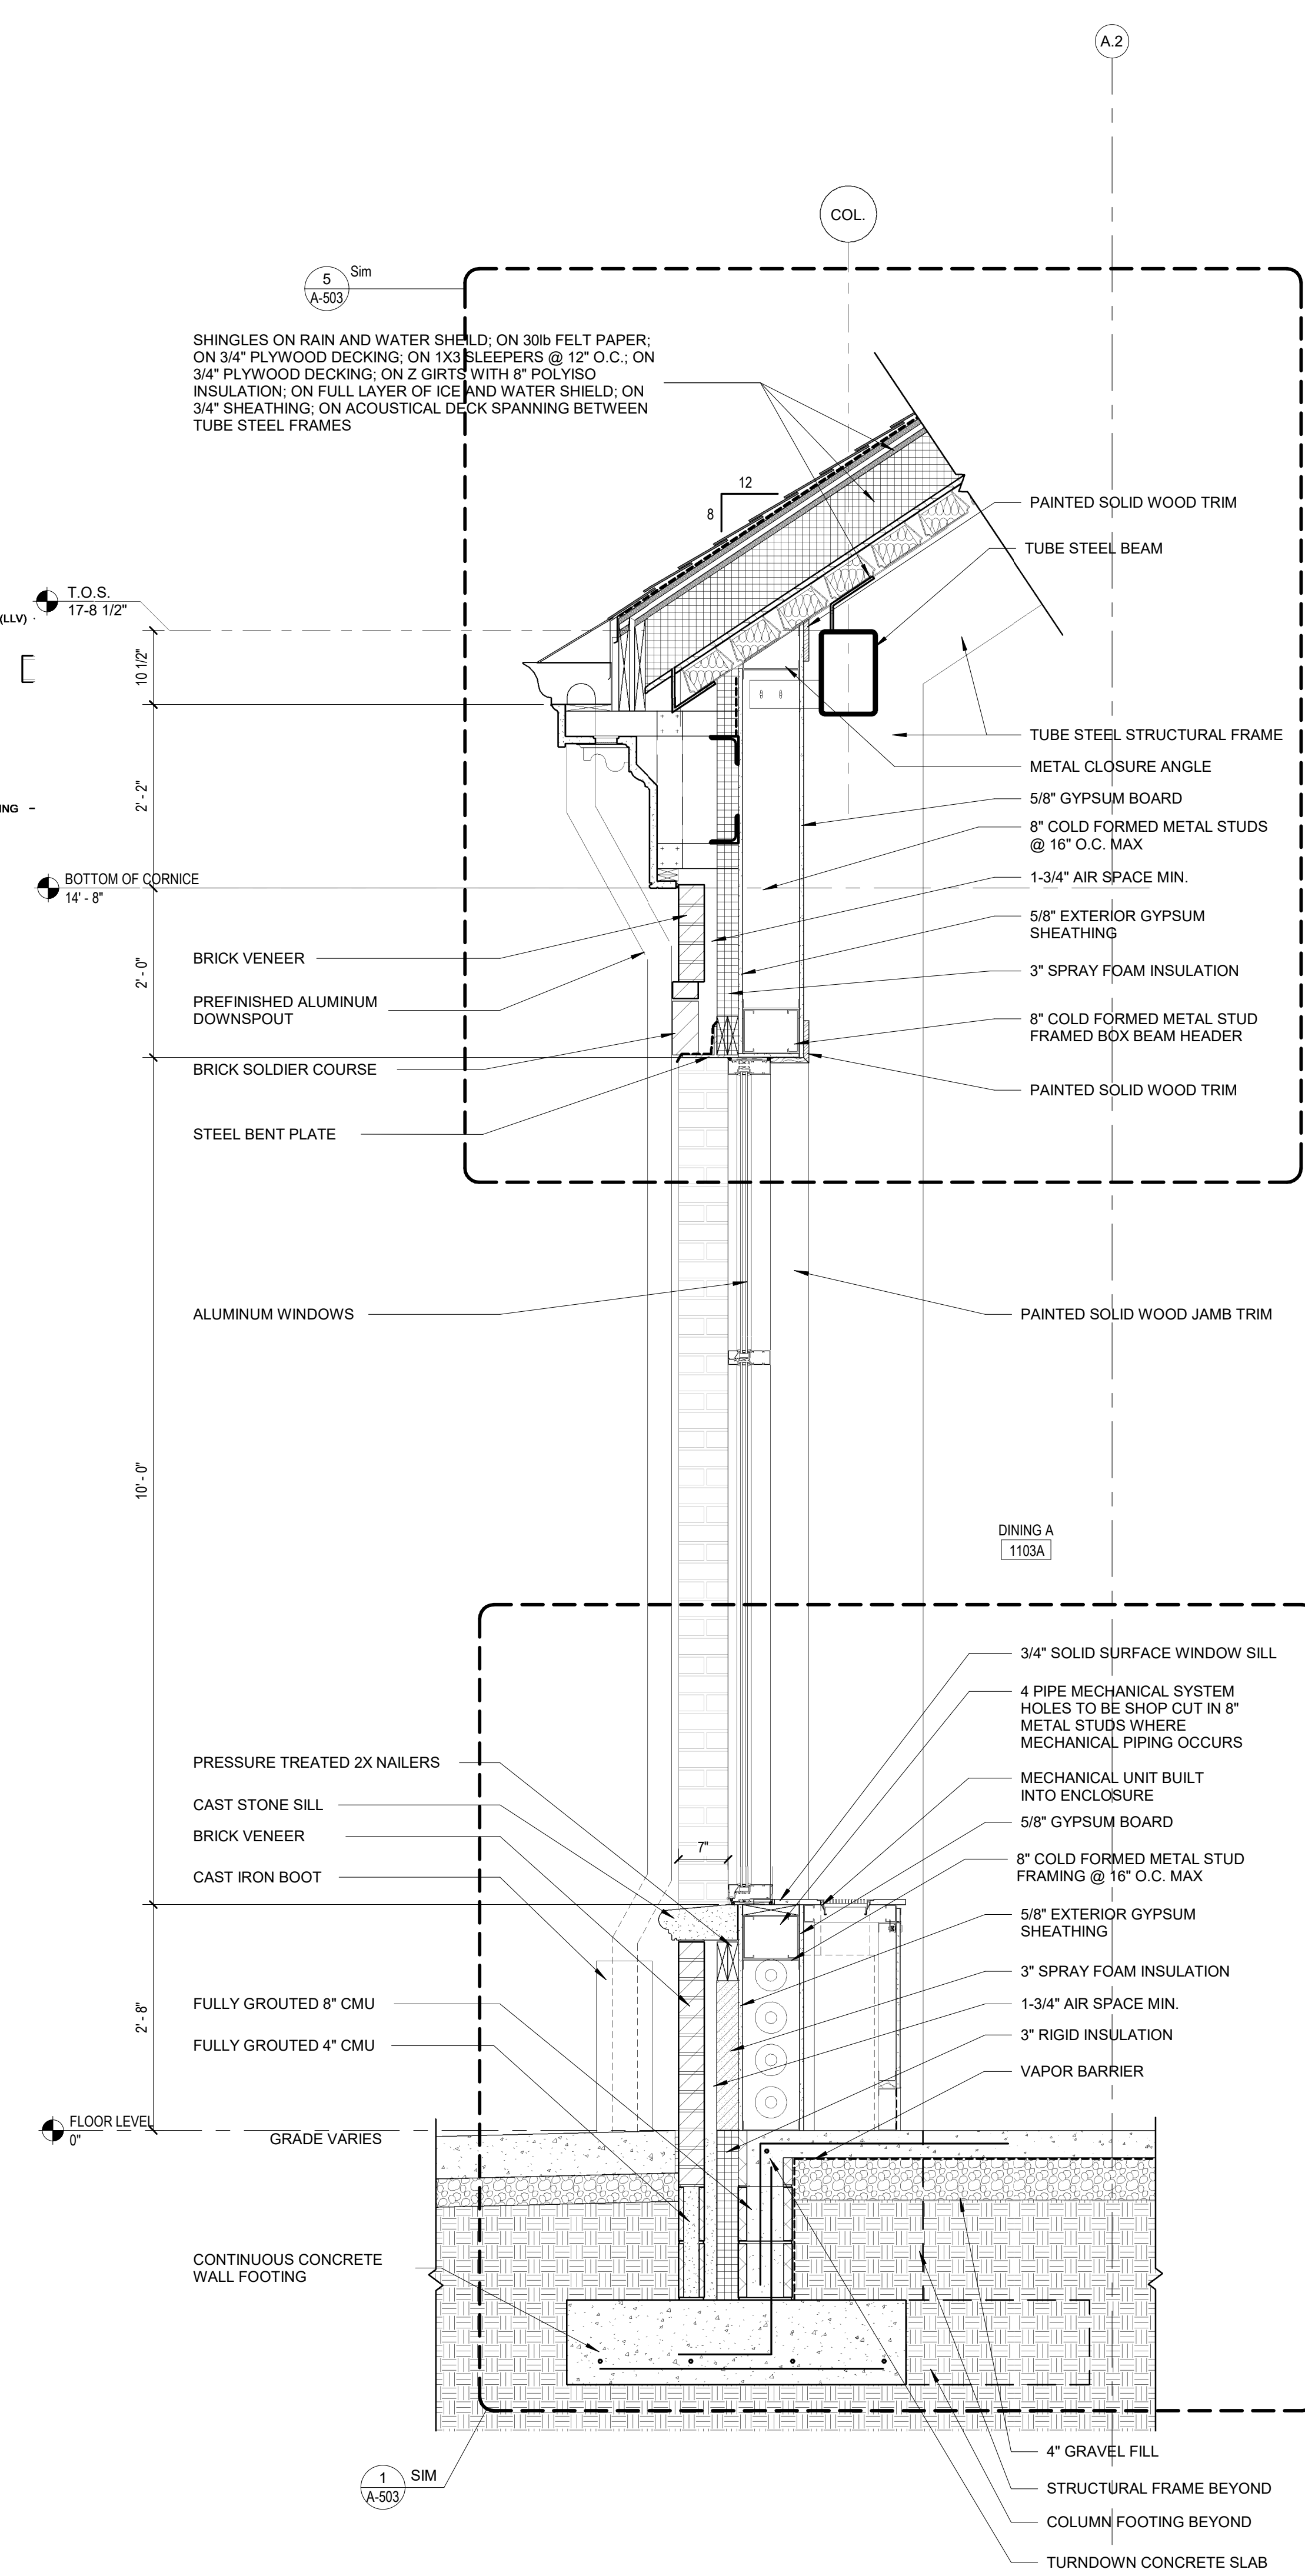 A.2
COL.
5
A-503
Sim
SHINGLES ON RAIN AND WATER SHEILD; ON 30lb FELT PAPER;
ON 3/4" PLYWOOD DECKING; ON 1X3 SLEEPERS @ 12" O.C.; ON
3/4" PLYWOOD DECKING; ON Z GIRTS WITH 8" POLYISO
INSULATION; ON FULL LAYER OF ICE AND WATER SHIELD; ON
3/4" SHEATHING; ON ACOUSTICAL DECK SPANNING BETWEEN
TUBE STEEL FRAMES
12
8
PAINTED SOLID WOOD TRIM
TUBE STEEL BEAM
T.O.S.
17-8 1/2"
(LLV)
10 1/2"
TUBE STEEL STRUCTURAL FRAME
METAL CLOSURE ANGLE
5/8" GYPSUM BOARD
2' - 2"
8" COLD FORMED METAL STUDS
@ 16" O.C. MAX
BOTTOM OF CORNICE
14' - 8"
1-3/4" AIR SPACE MIN.
5/8" EXTERIOR GYPSUM
SHEATHING
BRICK VENEER
2' - 0"
3" SPRAY FOAM INSULATION
PREFINISHED ALUMINUM
DOWNSPOUT
8" COLD FORMED METAL STUD
FRAMED BOX BEAM HEADER
BRICK SOLDIER COURSE
PAINTED SOLID WOOD TRIM
STEEL BENT PLATE
ALUMINUM WINDOWS
PAINTED SOLID WOOD JAMB TRIM
10' - 0"
DINING A
1103A
3/4" SOLID SURFACE WINDOW SILL
4 PIPE MECHANICAL SYSTEM
HOLES TO BE SHOP CUT IN 8"
METAL STUDS WHERE
MECHANICAL PIPING OCCURS
PRESSURE TREATED 2X NAILERS
MECHANICAL UNIT BUILT
INTO ENCLOSURE
CAST STONE SILL
5/8" GYPSUM BOARD
BRICK VENEER
7"
8" COLD FORMED METAL STUD
FRAMING @ 16" O.C. MAX
CAST IRON BOOT
5/8" EXTERIOR GYPSUM
SHEATHING
3" SPRAY FOAM INSULATION
FULLY GROUTED 8" CMU
1-3/4" AIR SPACE MIN.
2' - 8"
3" RIGID INSULATION
FULLY GROUTED 4" CMU
VAPOR BARRIER
FLOOR LEVEL
0"
GRADE VARIES
CONTINUOUS CONCRETE
WALL FOOTING
4" GRAVEL FILL
1
A-503
SIM
STRUCTURAL FRAME BEYOND
COLUMN FOOTING BEYOND
TURNDOWN CONCRETE SLAB